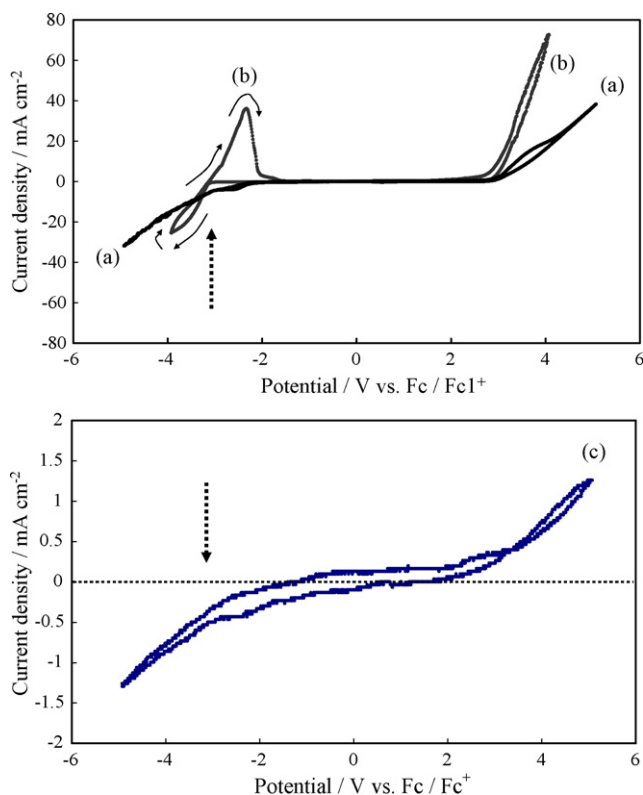 80
60
40
20
0
-20
-40
-60
-80
(b)
(b)
(a)
(a)
Current density / mA cm-2
-6 -4 -2 0 2 4 6
Potential / V vs. Fc / Fc1+
2
1.5
1
0.5
0
-0.5
-1
-1.5
-2
(c)
Current density / mA cm-2
-6 -4 -2 0 2 4 6
Potential / V vs. Fc / Fc+